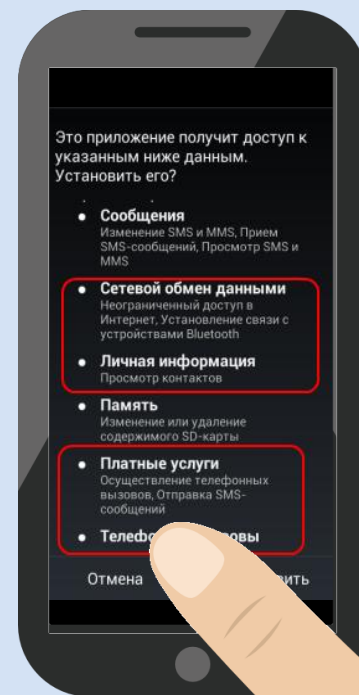 Это приложение получит доступ к
указанным ниже данным.
Установить его?
• Сообщения
Изменение SMS и MMS, Прием
SMS-сообщений, Просмотр SMS и
MMS
• Сетевой обмен данными
Неограниченный доступ в
Интернет, Установление связи с
устройствами Bluetooth
• Личная информация
Просмотр контактов
• Память
Изменение или удаление
содержимого SD-карты
• Платные услуги
Осуществление телефонных
вызовов, Отправка SMS-
сообщений
•
Отмена